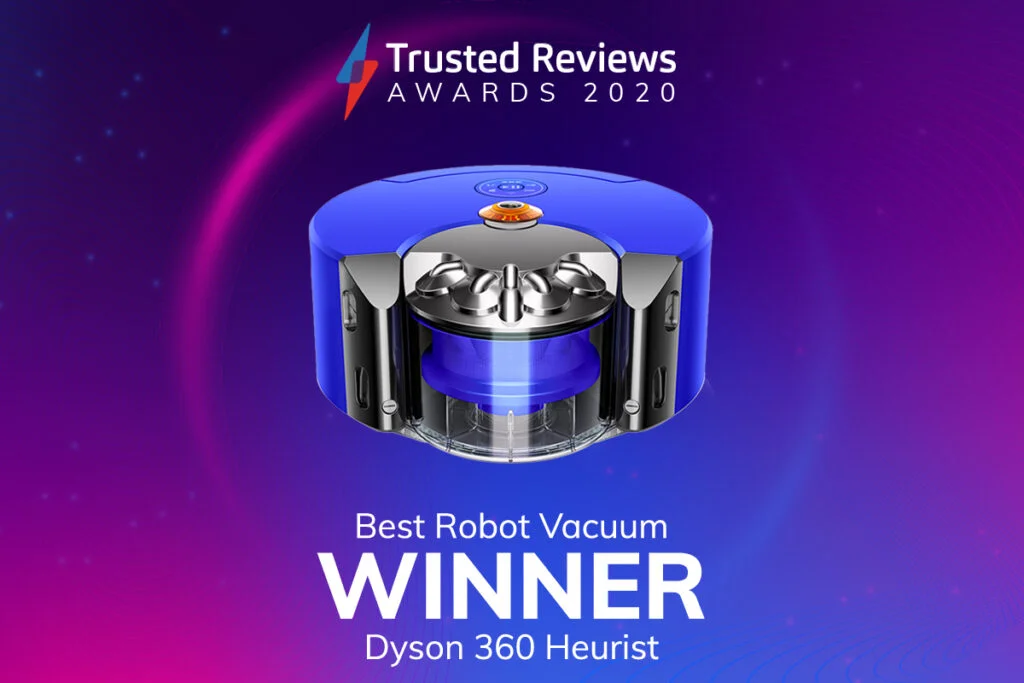 Trusted Reviews
AWARDS 2020
Best Robot Vacuum
WINNER
Dyson 360 Heurist